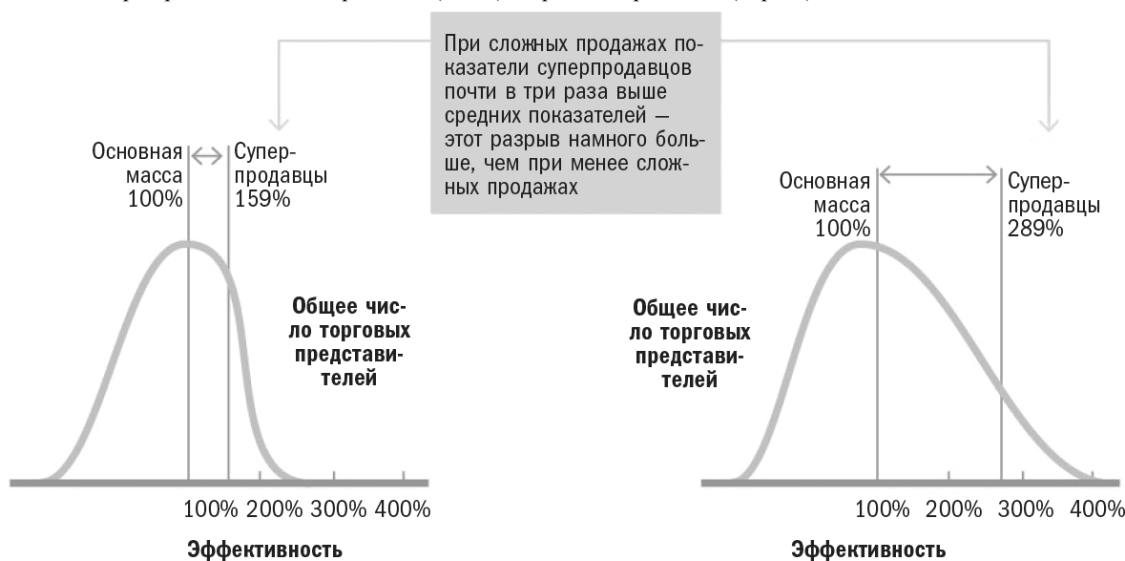 При сложных продажах по-
казатели суперпродавцов
почти в три раза выше
средних показателей —
этот разрыв намного боль-
ше, чем при менее слож-
ных продажах
Основная
масса
100%
Супер-
продавцы
159%
Общее чис-
ло торговых
представи-
телей
100% 200% 300% 400%
Эффективность
Основная
масса
100%
Супер-
продавцы
289%
Общее чис-
ло торговых
представи-
телей
100% 200% 300% 400%
Эффективность